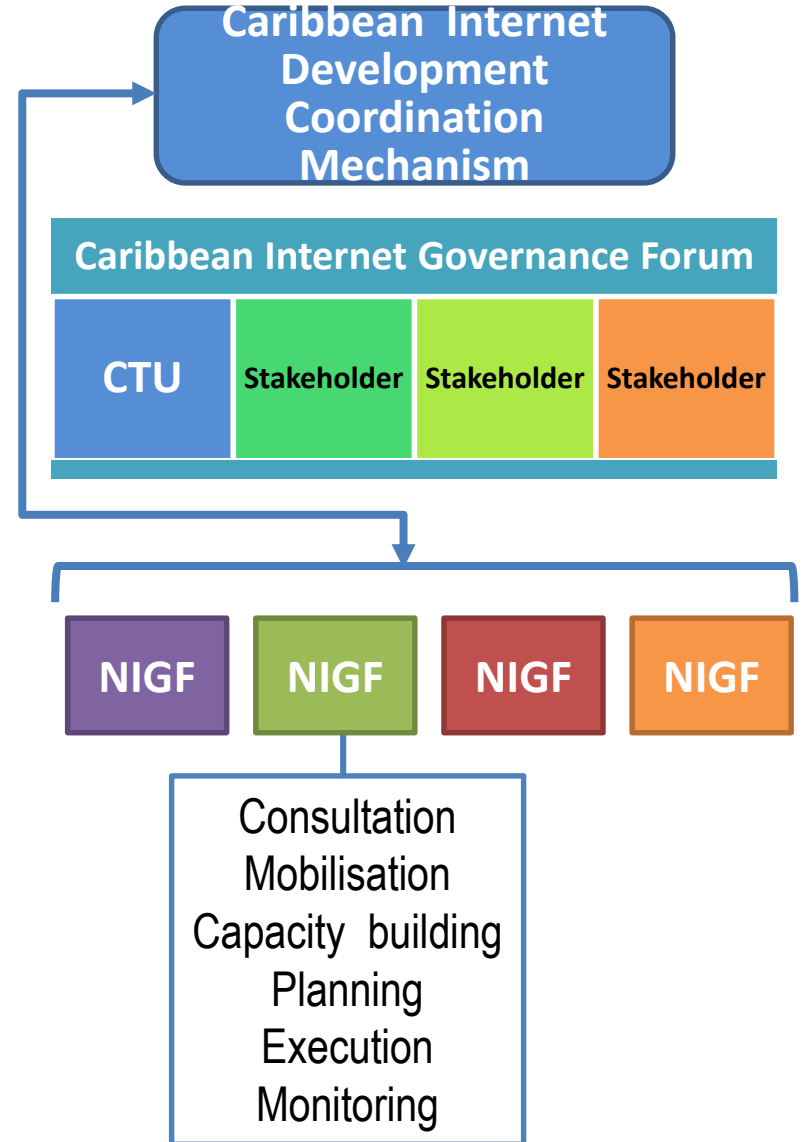 Caribbean Internet
Development
Coordination
Mechanism
Caribbean Internet Governance Forum
CTU
Stakeholder
Stakeholder
Stakeholder
NIGF
NIGF
NIGF
NIGF
Consultation
Mobilisation
Capacity building
Planning
Execution
Monitoring